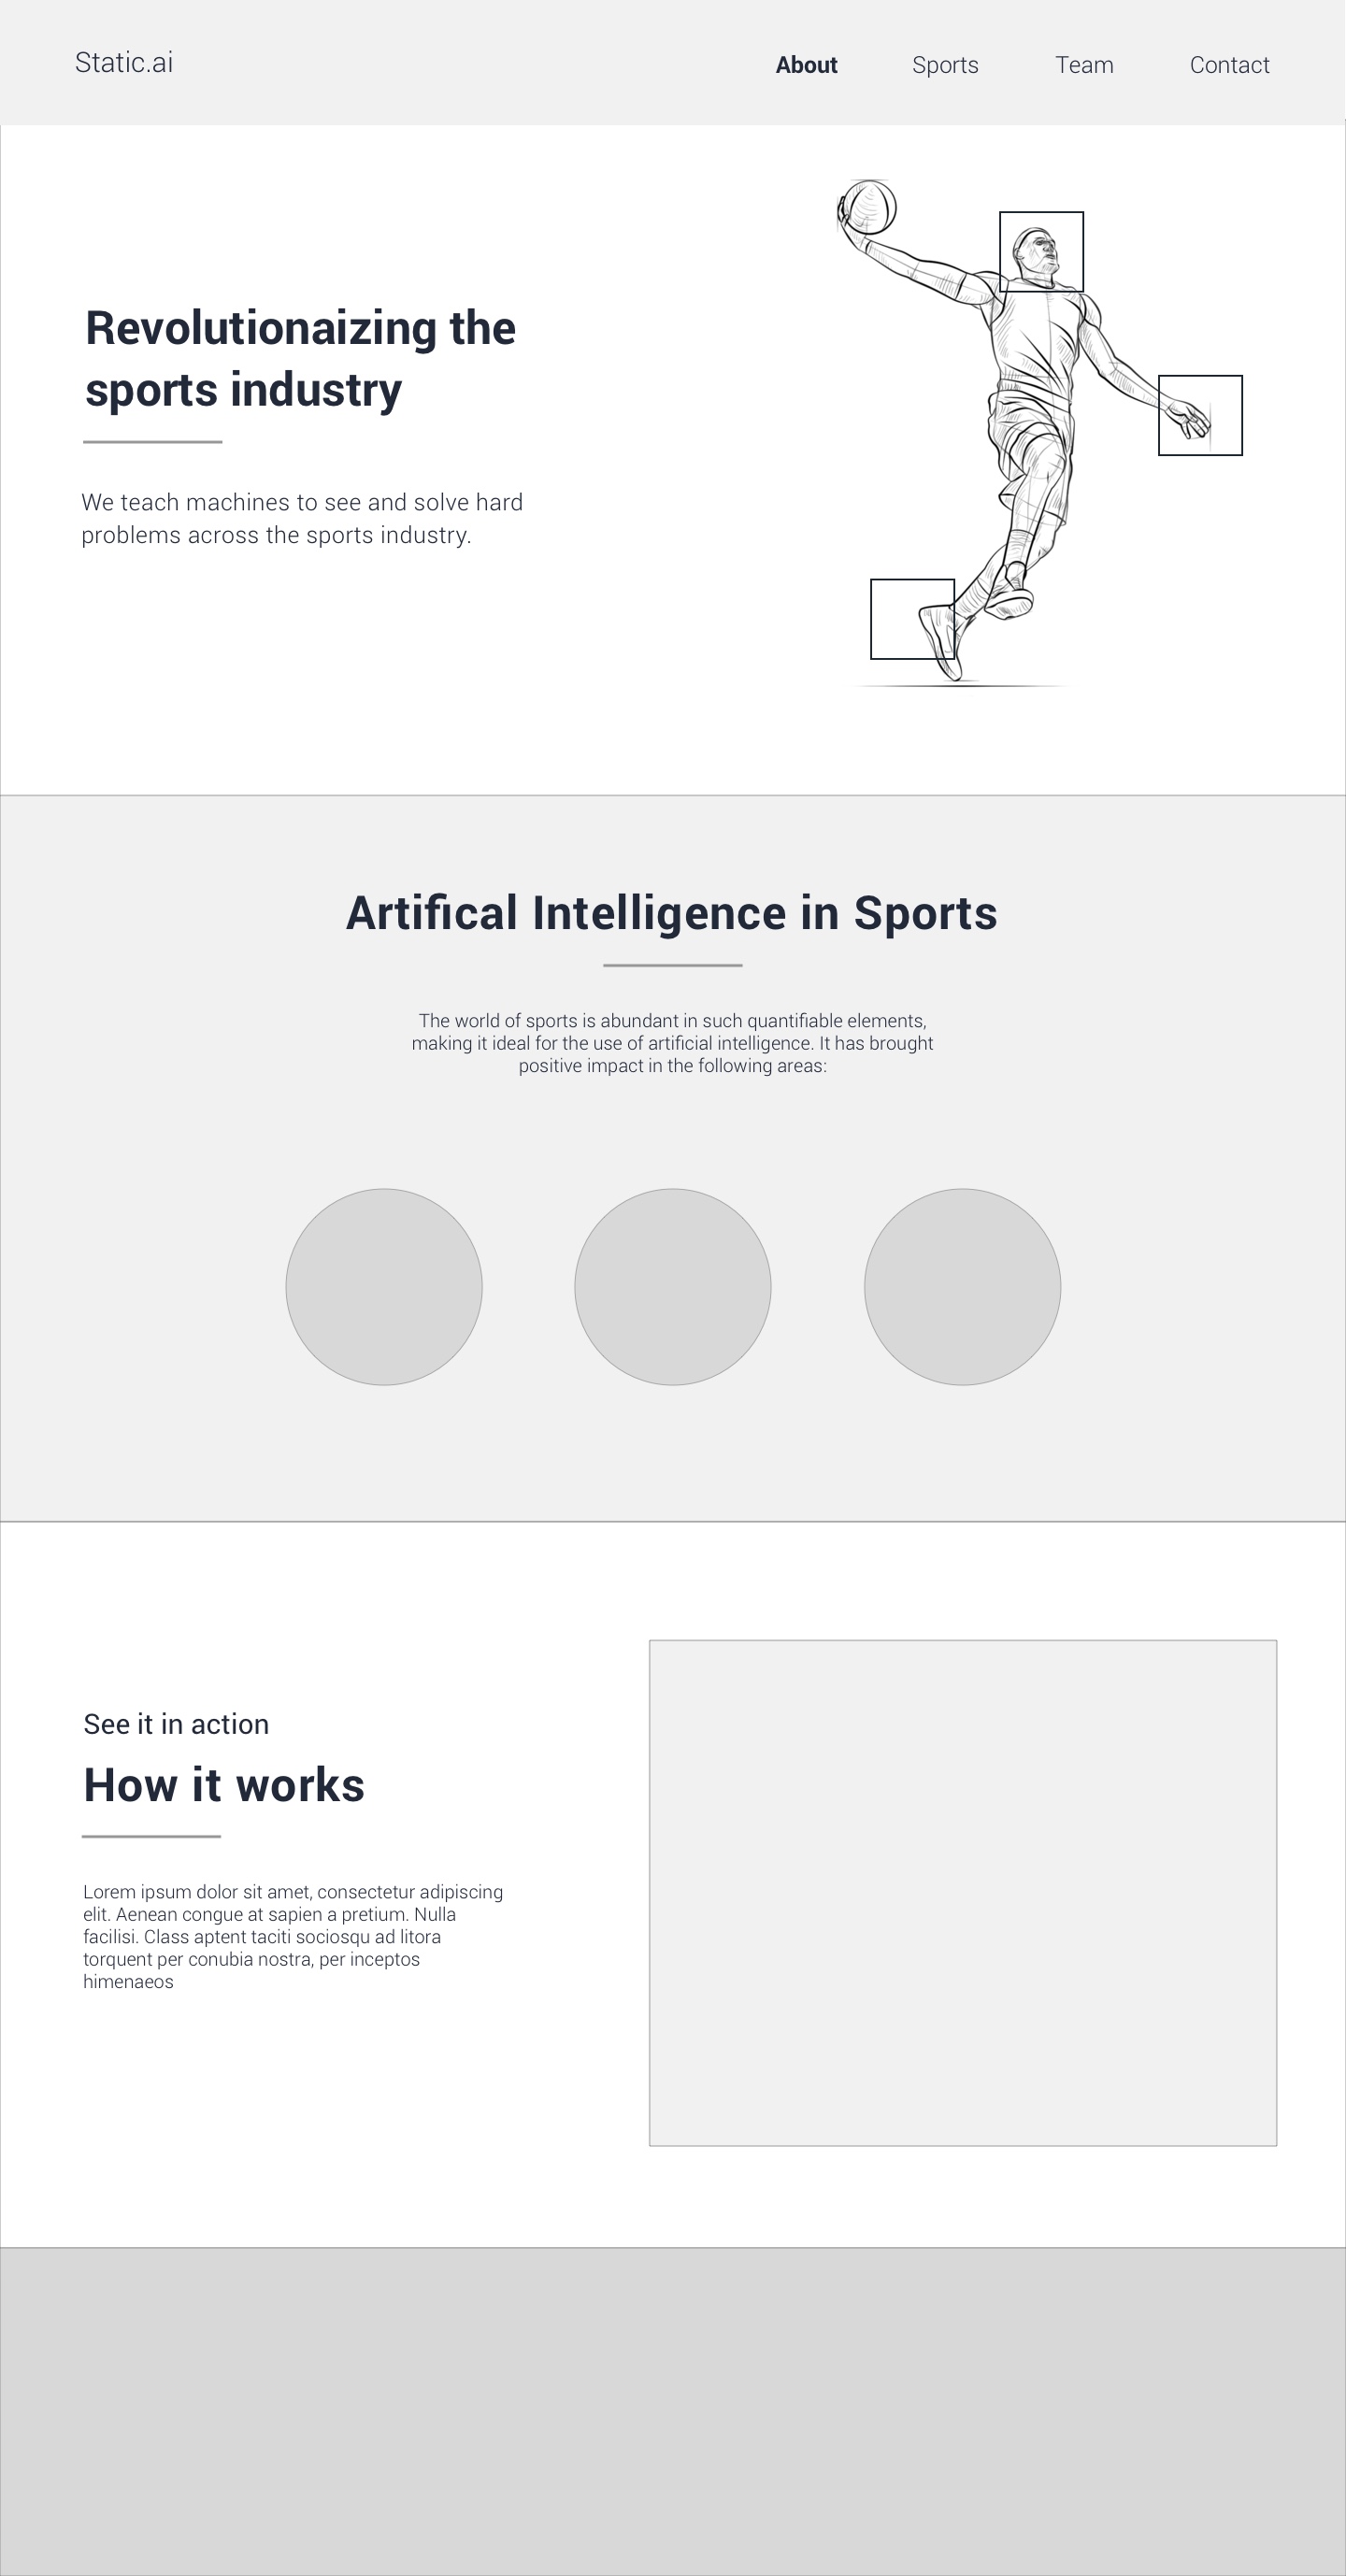 Static.ai
About Sports Team Contact
Revolutionaizing the
sports industry
We teach machines to see and solve hard
problems across the sports industry.
Artifical Intelligence in Sports
The world of sports is abundant in such quantifiable elements,
making it ideal for the use of artificial intelligence. It has brought
positive impact in the following areas:
See it in action
How it works
Lorem ipsum dolor sit amet, consectetur adipiscing
elit. Aenean congue at sapien a pretium. Nulla
facilisi. Class aptent taciti sociosqu ad litora
torquent per conubia nostra, per inceptos
himenaeos